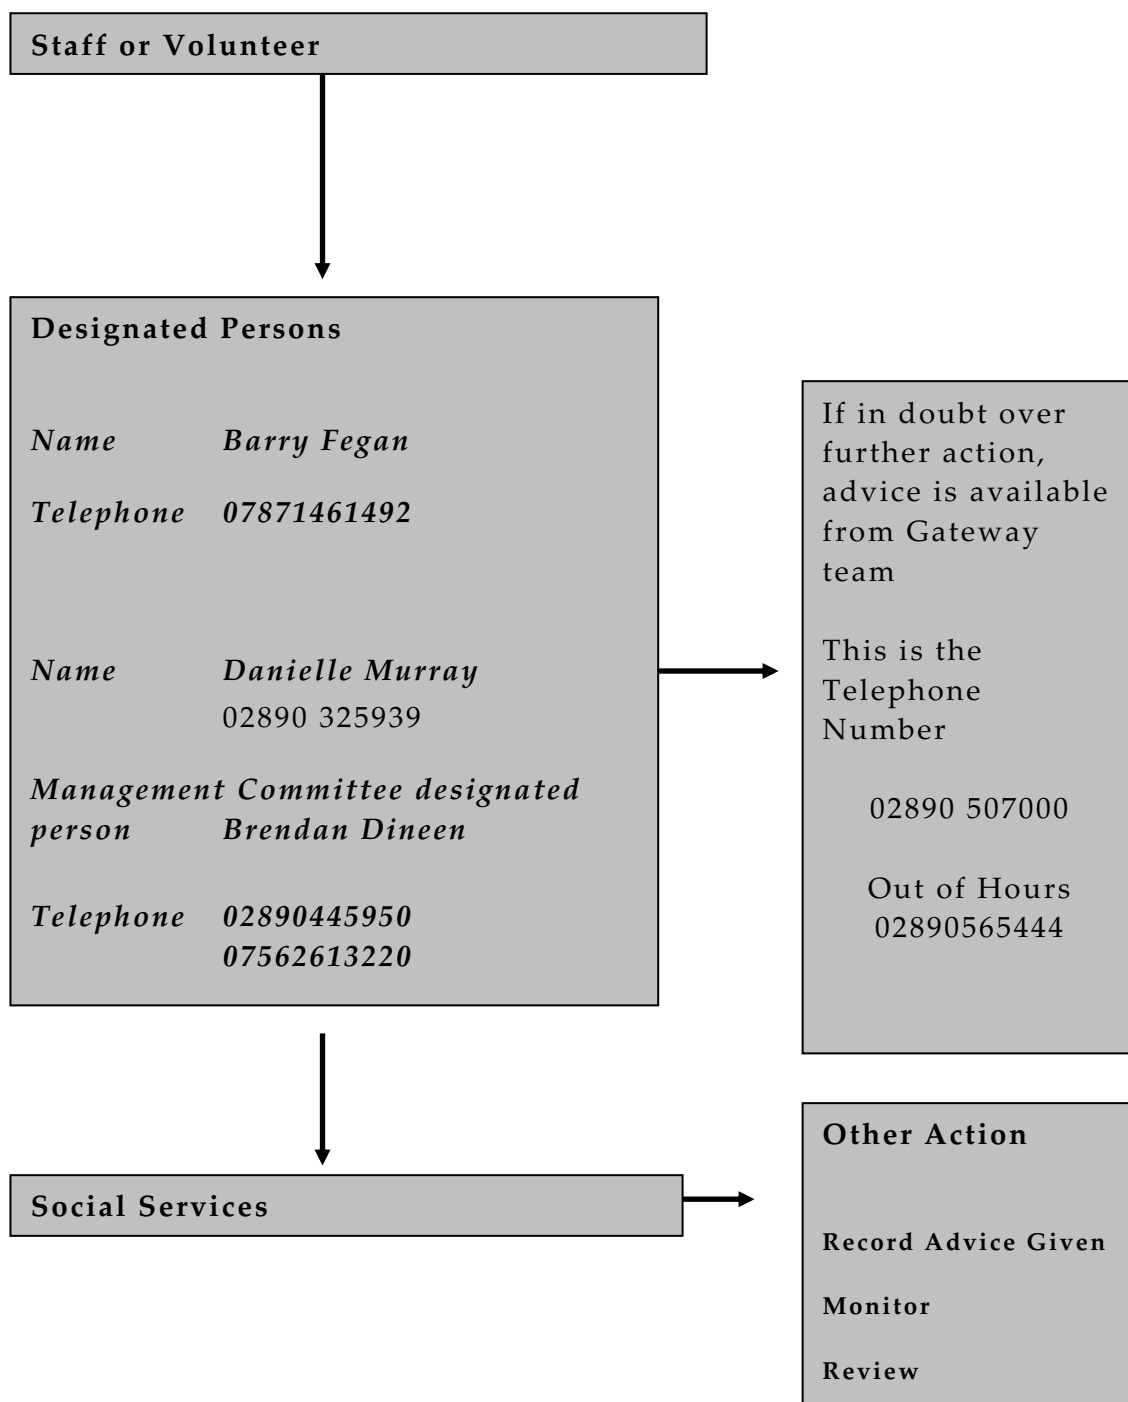 Staff or Volunteer
Designated Persons
Name Barry Fegan
Telephone 07871461492
Name Danielle Murray
02890 325939
Management Committee designated
person Brendan Dineen
Telephone 02890445950
07562613220
If in doubt over
further action,
advice is available
from Gateway
team
This is the
Telephone
Number
02890 507000
Out of Hours
02890565444
Social Services
Other Action
Record Advice Given
Monitor
Review